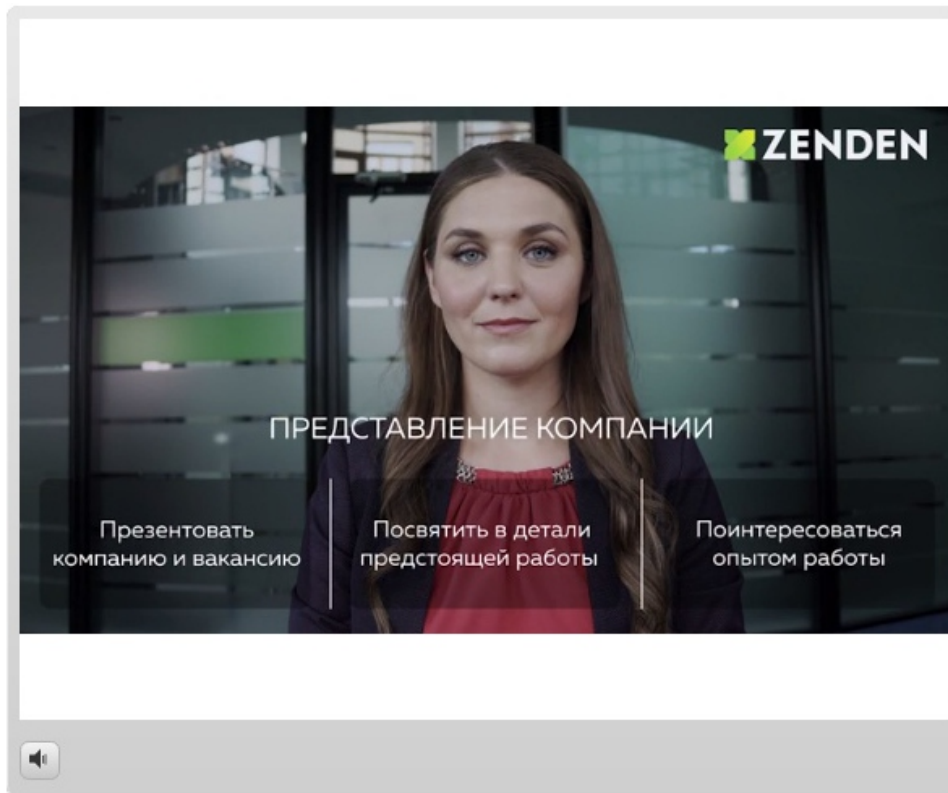 ZENDEN
ПРЕДСТАВЛЕНИЕ КОМПАНИИ
Презентовать
компанию и вакансию
Посвятить в детали
предстоящей работы
Поинтересоваться
опытом работы